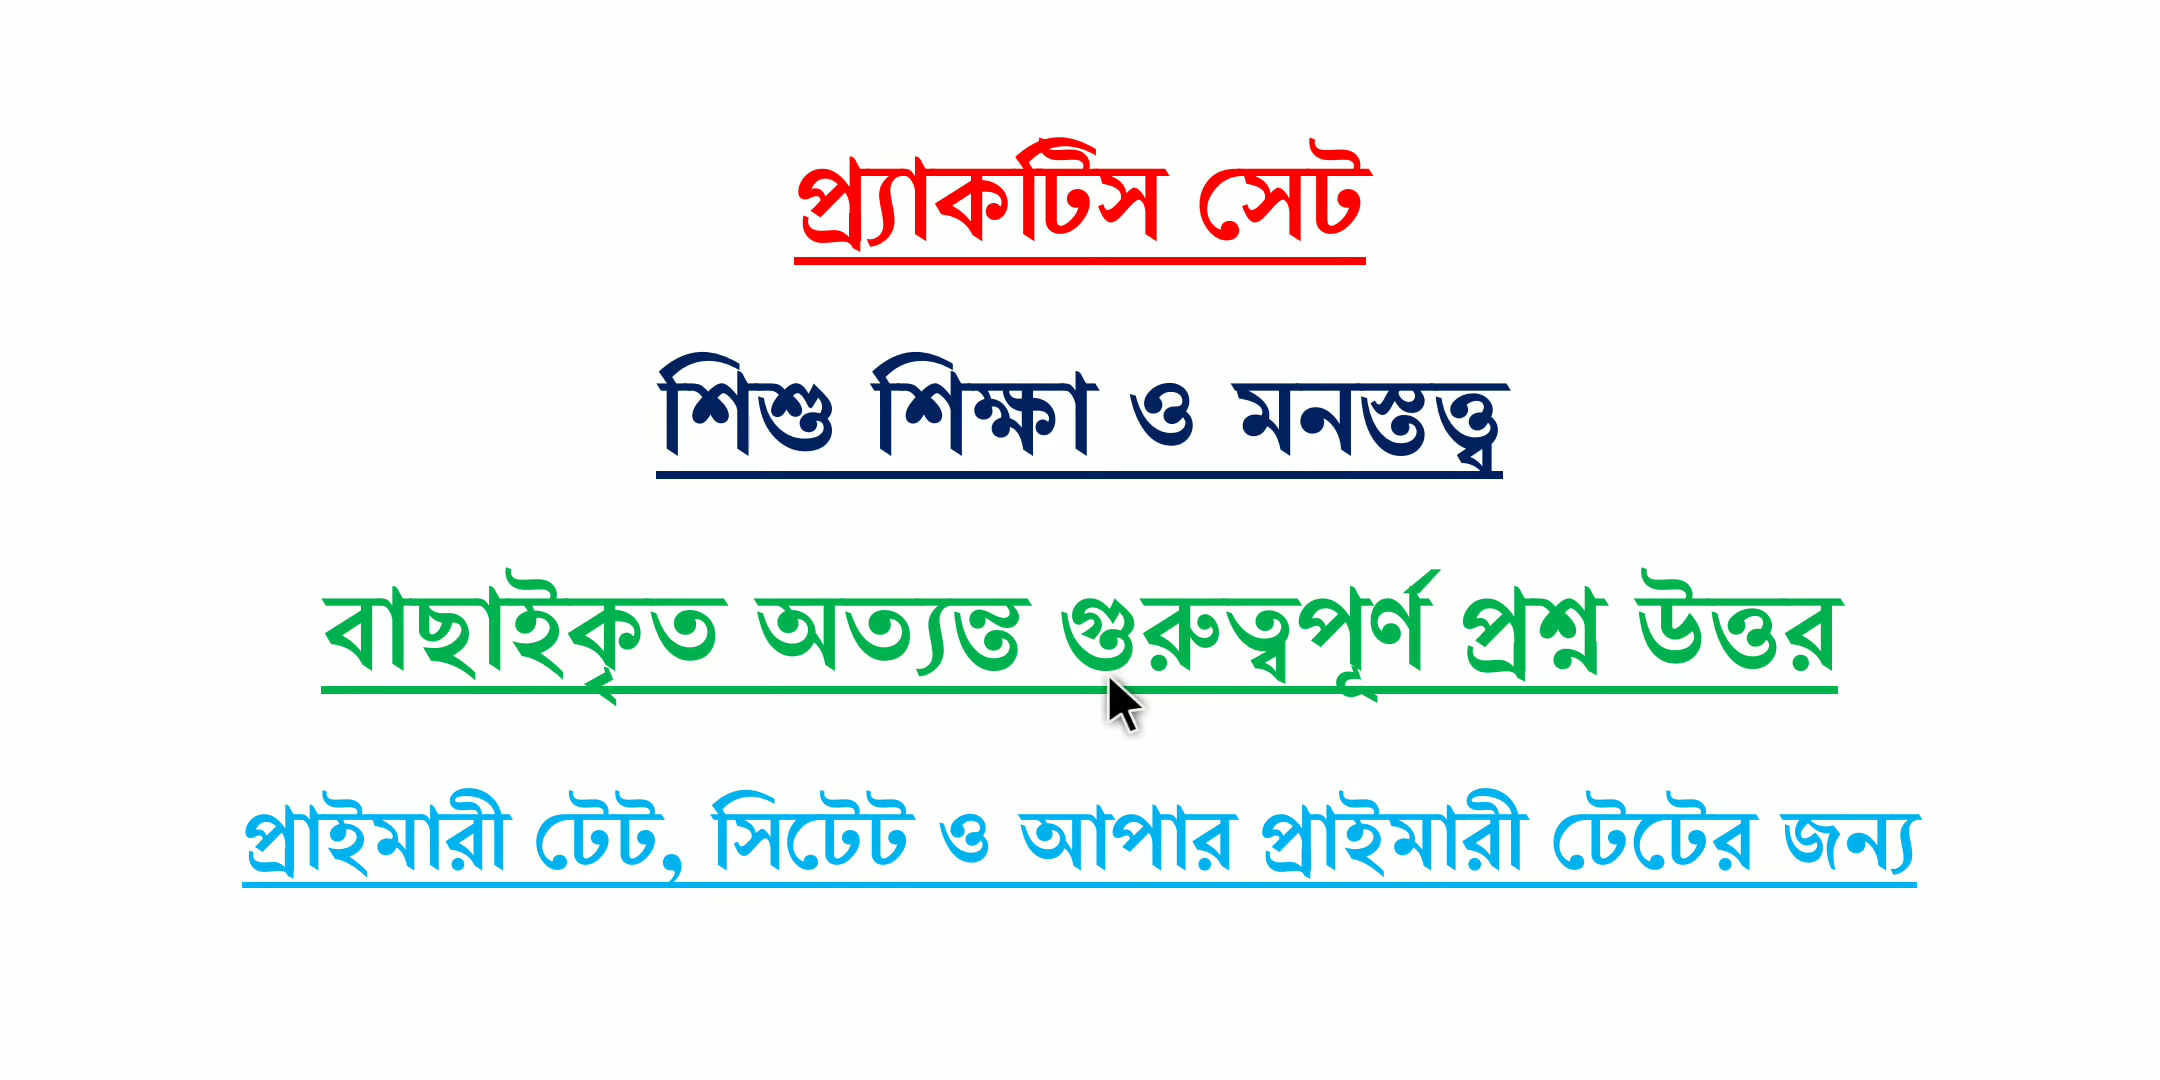 প্র্যাকটিস সেট
শিশু শিক্ষা ও মনস্তত্ত্ব
বাছাইকৃত অত্যন্ত গুরুত্বপূর্ণ প্রশ্ন উত্তর
প্রাইমারী টেট, সিটেট ও আপার প্রাইমারী টেটের জন্য